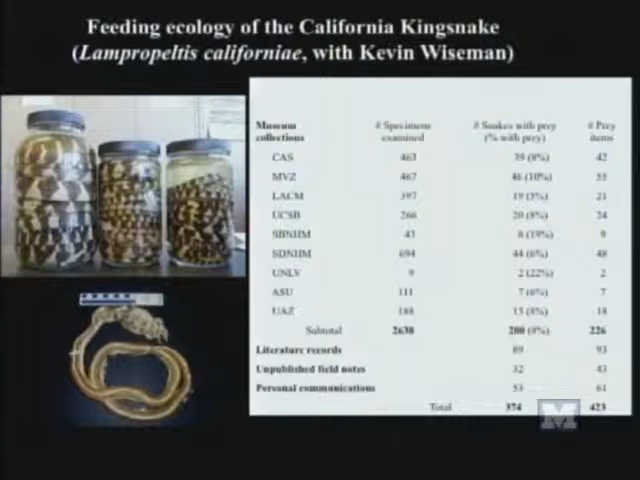 Feeding ecology of the California Kingsnake
(Lampropeltis californiae, with Kevin Wiseman)
Museum collections # Specimens examined # Snakes with prey (% with prey) # Prey items
CAS 463 39 (8%) 42
MVZ 467 46 (10%) 55
LACM 397 19 (5%) 21
UCSB 266 20 (8%) 24
SBNHM 43 8 (19%) 9
SDNHM 694 44 (6%) 48
UNLV 9 2 (22%) 2
ASU 111 7 (6%) 7
UAZ 188 15 (8%) 18
Subtotal 2638 200 (8%) 226
Literature records 89 93
Unpublished field notes 32 43
Personal communications 53 61
Total 374 423
M